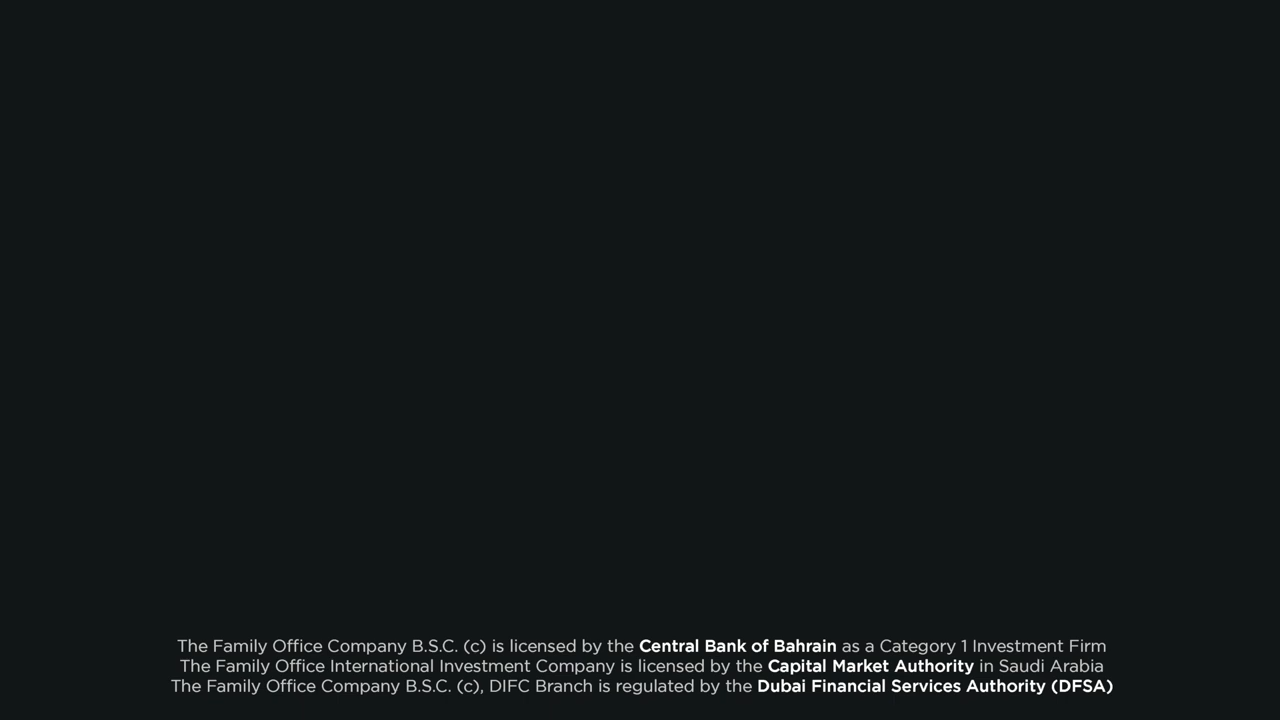 The Family Office Company B.S.C. (c) is licensed by the Central Bank of Bahrain as a Category 1 Investment Firm
The Family Office International Investment Company is licensed by the Capital Market Authority in Saudi Arabia
The Family Office Company B.S.C. (c), DIFC Branch is regulated by the Dubai Financial Services Authority (DFSA)